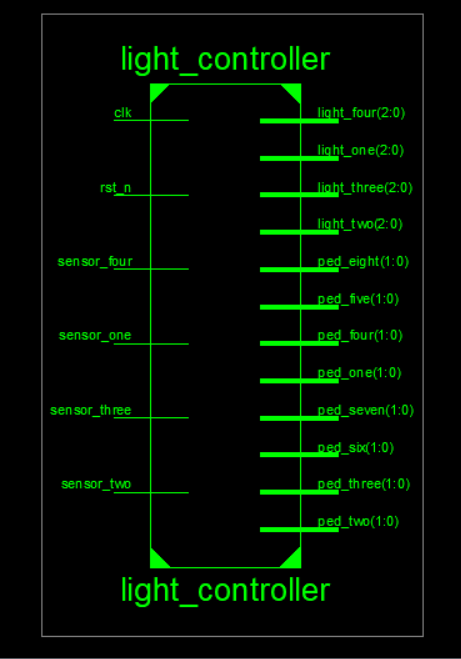 light_controller
clk
light_four(2:0)
light_one(2:0)
rst_n
light_three(2:0)
light_two(2:0)
sensor_four
ped_eight(1:0)
ped_five(1:0)
sensor_one
ped_four(1:0)
ped_one(1:0)
sensor_three
ped_seven(1:0)
ped_six(1:0)
sensor_two
ped_three(1:0)
ped_two(1:0)
light_controller